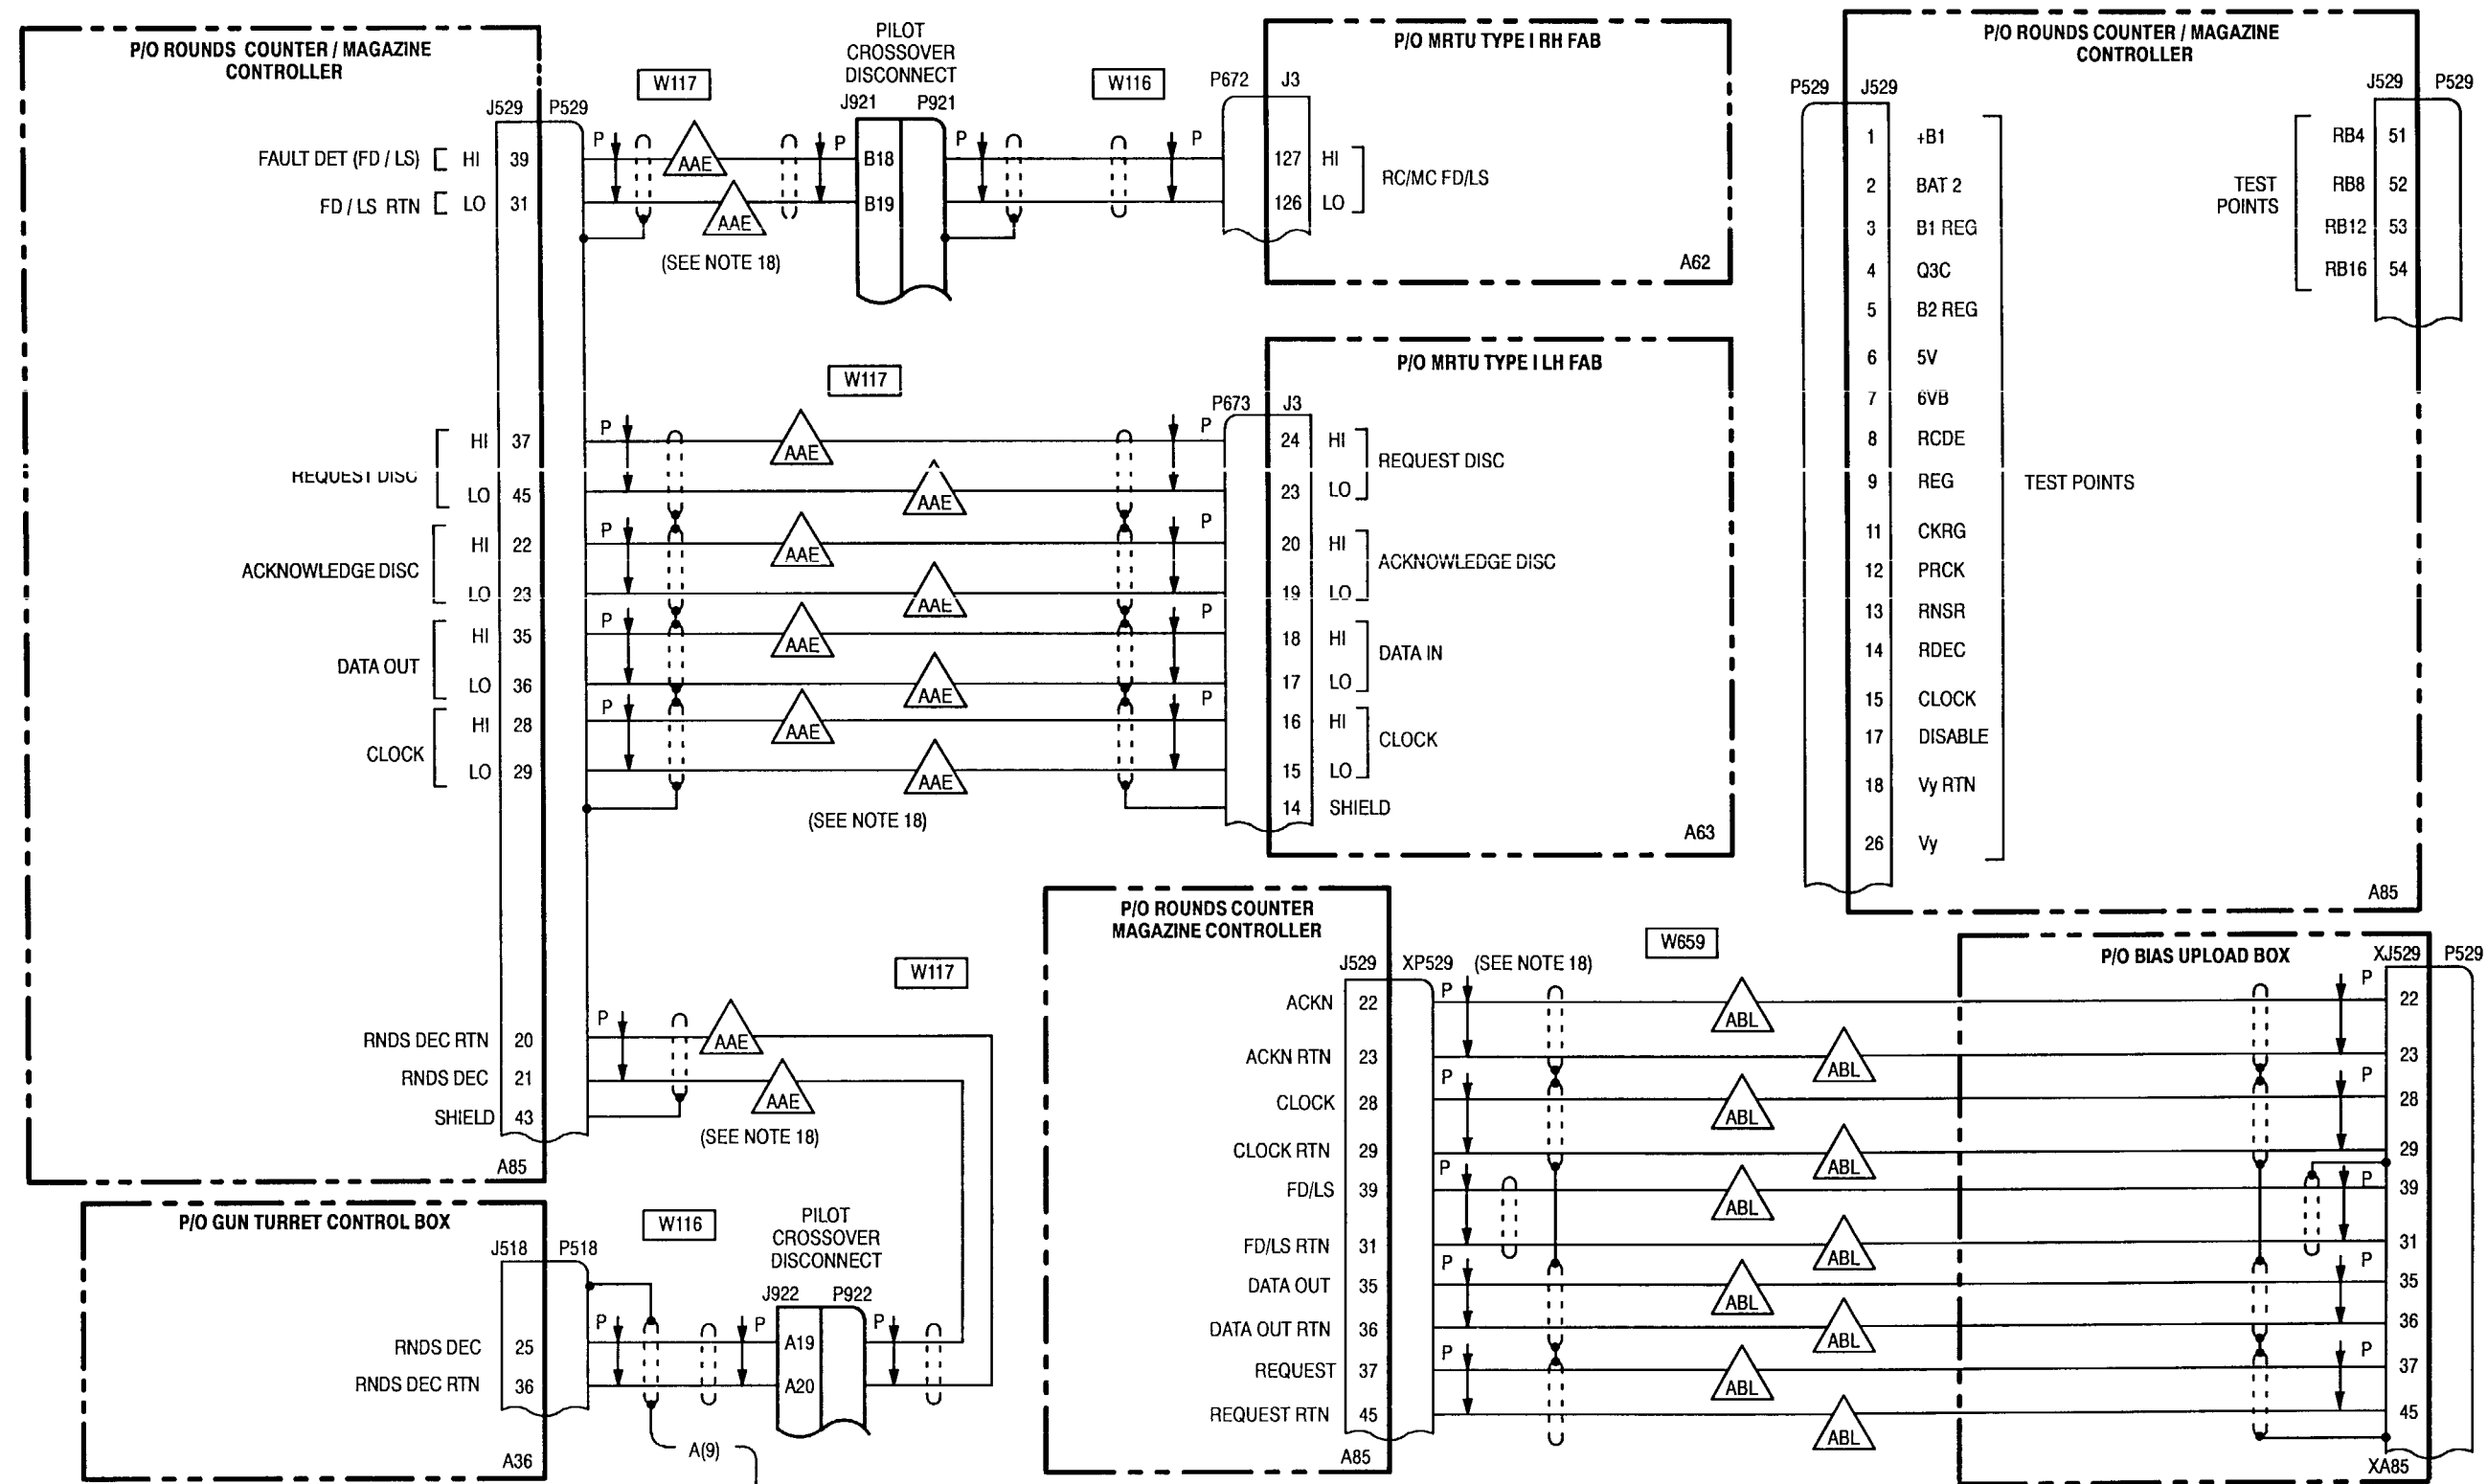 P/O ROUNDS COUNTER / MAGAZINE
CONTROLLER
J529 P529
W117
PILOT
CROSSOVER
DISCONNECT
J921 P921
W116
P672 J3
P/O MRTU TYPE I RH FAB
FAULT DET (FD / LS) HI 39 P AAE P B18 P P 127 HI
RC/MC FD/LS
FD / LS RTN LO 31 AAE B19 126 LO
(SEE NOTE 18)
A62
W117
P/O MRTU TYPE I LH FAB
P673 J3
HI 37 P AAE P 24 HI
REQUEST DISC REQUEST DISC
LO 45 AAE 23 LO
HI 22 P AAE P 20 HI
ACKNOWLEDGE DISC ACKNOWLEDGE DISC
LO 23 AAE 19 LO
HI 35 P AAE P 18 HI
DATA OUT DATA IN
LO 36 AAE 17 LO
HI 28 P AAE P 16 HI
CLOCK CLOCK
LO 29 AAE 15 LO
14 SHIELD
(SEE NOTE 18)
A63
W117
RNDS DEC RTN 20 P AAE
RNDS DEC 21 AAE
SHIELD 43
(SEE NOTE 18)
A85
P/O GUN TURRET CONTROL BOX
J518 P518
W116
PILOT
CROSSOVER
DISCONNECT
J922 P922
RNDS DEC 25 P P A19 P
RNDS DEC RTN 36 A20
A(9)
A36
P/O ROUNDS COUNTER / MAGAZINE
CONTROLLER
P529 J529
J529 P529
1 +B1
2 BAT 2
3 B1 REG
4 Q3C
5 B2 REG
6 5V
7 6VB
8 RCDE
9 REG
11 CKRG
12 PRCK
13 RNSR
14 RDEC
15 CLOCK
17 DISABLE
18 Vy RTN
26 Vy
TEST POINTS
TEST
POINTS
RB4 51
RB8 52
RB12 53
RB16 54
A85
P/O ROUNDS COUNTER
MAGAZINE CONTROLLER
J529 XP529 (SEE NOTE 18)
W659
P/O BIAS UPLOAD BOX
XJ529 P529
ACKN 22 P ABL P 22
ACKN RTN 23 ABL 23
CLOCK 28 P ABL P 28
CLOCK RTN 29 ABL 29
FD/LS 39 P ABL P 39
FD/LS RTN 31 ABL 31
DATA OUT 35 P ABL P 35
DATA OUT RTN 36 ABL 36
REQUEST 37 P ABL P 37
REQUEST RTN 45 ABL 45
A85
XA85